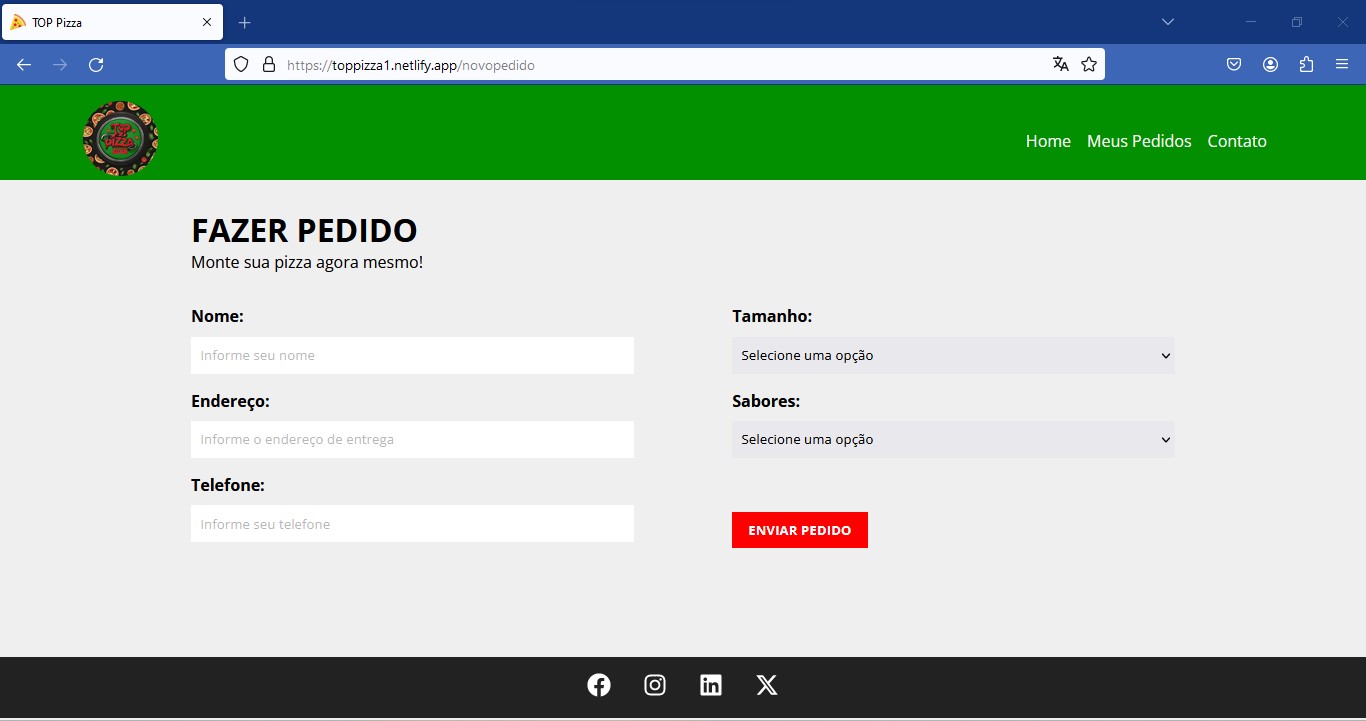 TOP Pizza
https://toppizza1.netlify.app/novopedido
TOP
PIZZA
Home Meus Pedidos Contato
FAZER PEDIDO
Monte sua pizza agora mesmo!
Nome:
Informe seu nome
Endereço:
Informe o endereço de entrega
Telefone:
Informe seu telefone
Tamanho:
Selecione uma opção
Sabores:
Selecione uma opção
ENVIAR PEDIDO